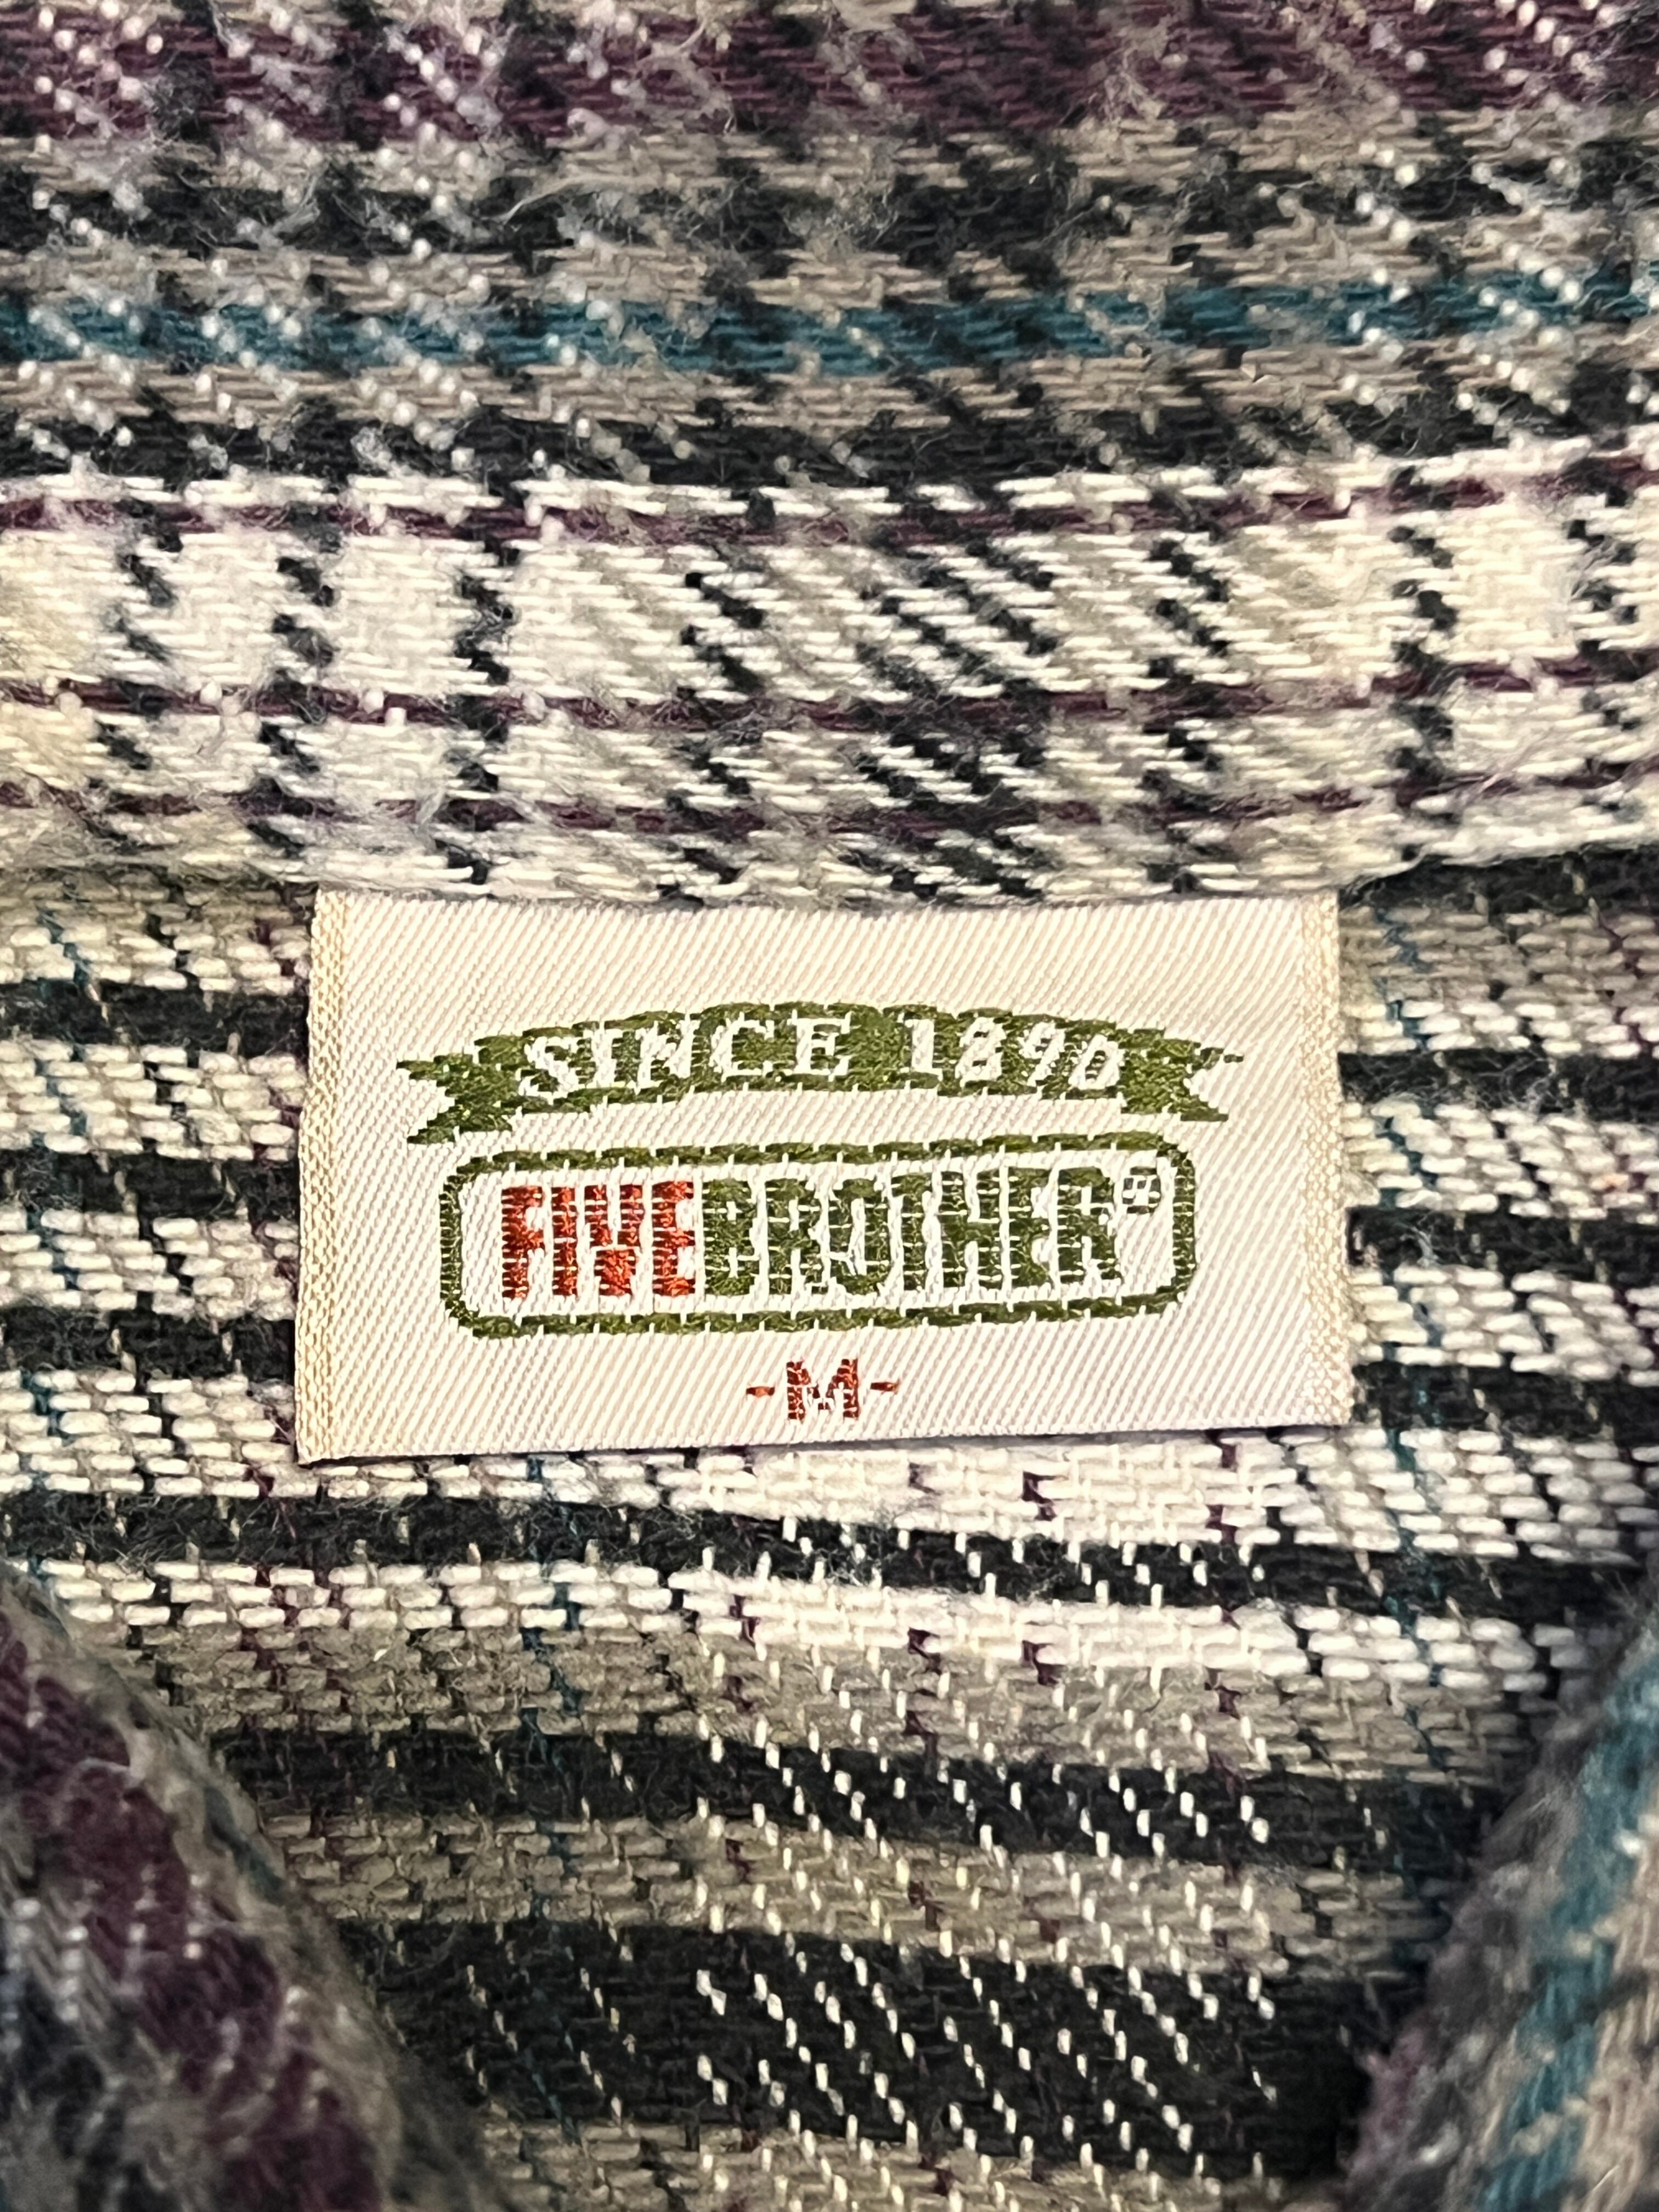 SINCE 1890
FIVEBROTHER®
-M-